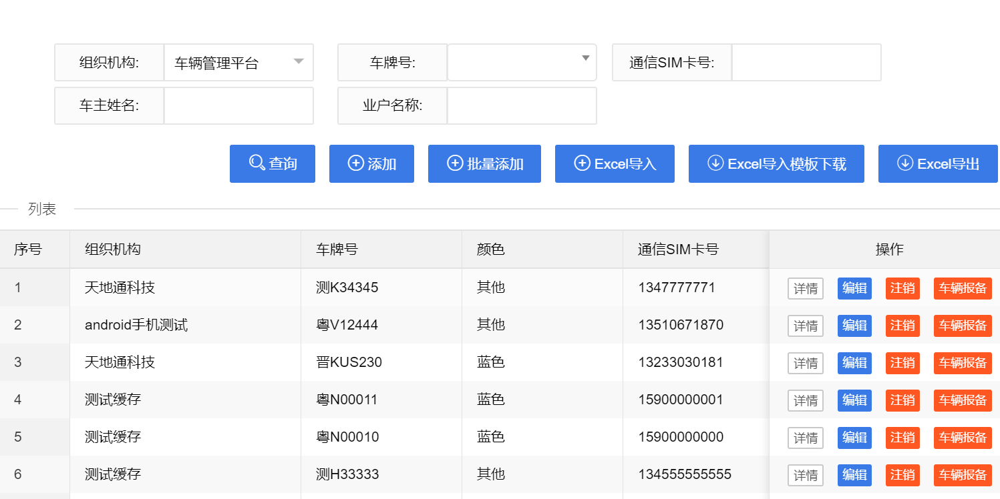 组织机构: 车辆管理平台 车牌号: 通信SIM卡号:
车主姓名: 业户名称:
查询 添加 批量添加 Excel导入 Excel导入模板下载 Excel导出
列表
序号 组织机构 车牌号 颜色 通信SIM卡号 操作
1 天地通科技 测K34345 其他 1347777771 详情 编辑 注销 车辆报备
2 android手机测试 粤V12444 其他 13510671870 详情 编辑 注销 车辆报备
3 天地通科技 晋KUS230 蓝色 13233030181 详情 编辑 注销 车辆报备
4 测试缓存 粤N00011 蓝色 15900000001 详情 编辑 注销 车辆报备
5 测试缓存 粤N00010 蓝色 15900000000 详情 编辑 注销 车辆报备
6 测试缓存 测H33333 其他 134555555555 详情 编辑 注销 车辆报备